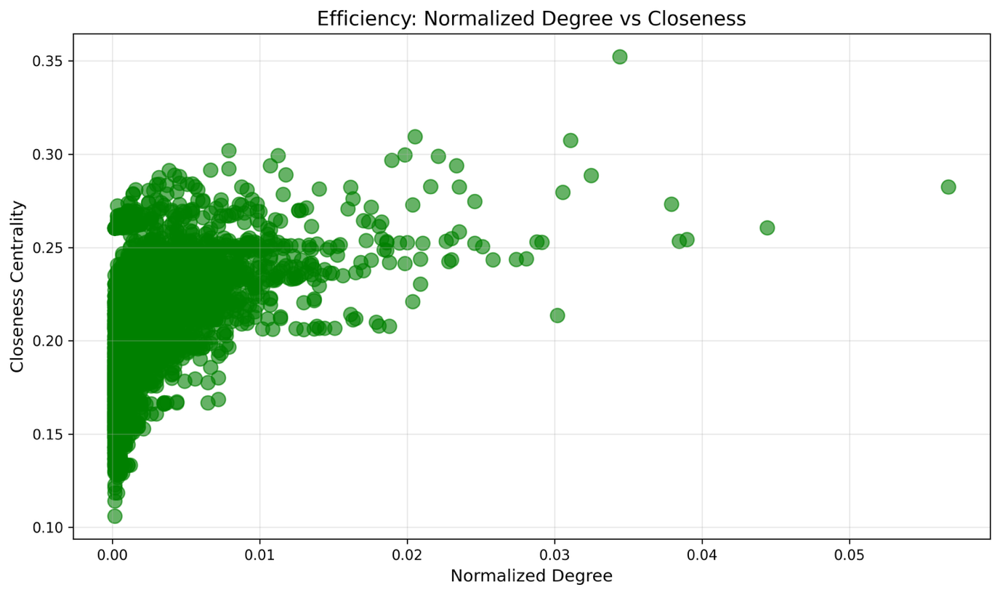 Efficiency: Normalized Degree vs Closeness
Closeness Centrality
0.35
0.30
0.25
0.20
0.15
0.10
0.00 0.01 0.02 0.03 0.04 0.05
Normalized Degree